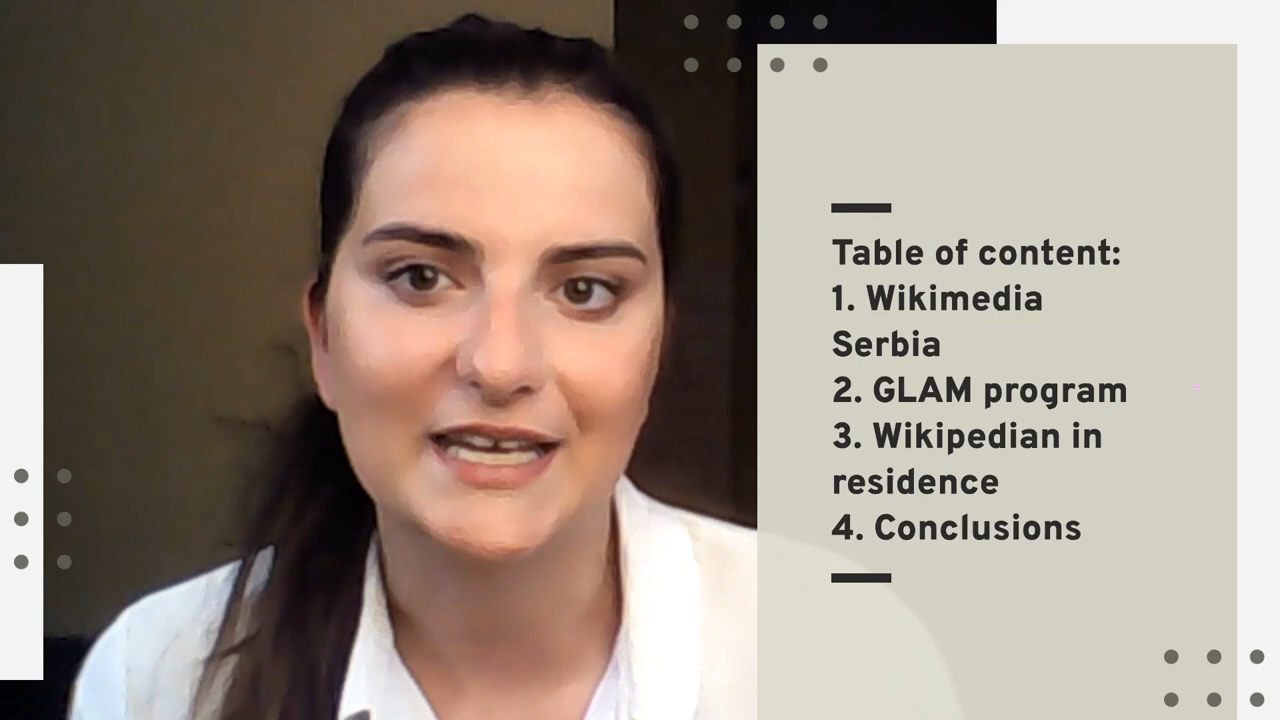 Table of content:
1. Wikimedia
Serbia
2. GLAM program
3. Wikipedian in
residence
4. Conclusions